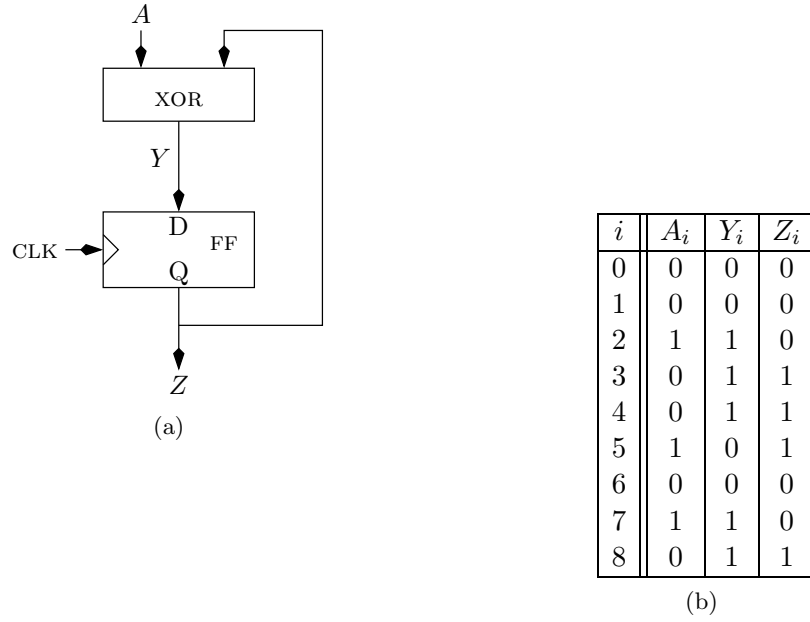 A
XOR
Y
D
FF
CLK
Q
Z
(a)
i A_i Y_i Z_i
0 0 0 0
1 0 0 0
2 1 1 0
3 0 1 1
4 0 1 1
5 1 0 1
6 0 0 0
7 1 1 0
8 0 1 1
(b)